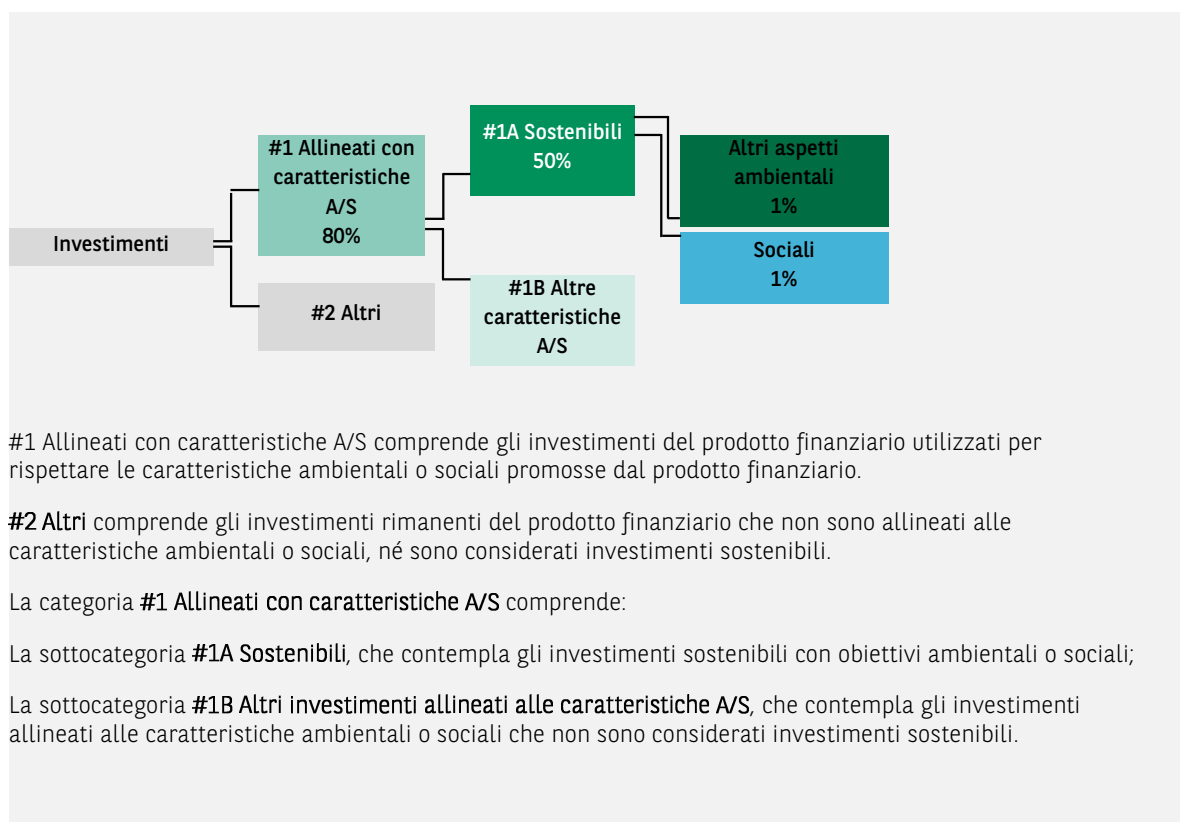 #1A Sostenibili
50%
#1 Allineati con
caratteristiche
A/S
80%
Altri aspetti
ambientali
1%
Investimenti
Sociali
1%
#2 Altri
#1B Altre
caratteristiche
A/S
#1 Allineati con caratteristiche A/S comprende gli investimenti del prodotto finanziario utilizzati per
rispettare le caratteristiche ambientali o sociali promosse dal prodotto finanziario.
#2 Altri comprende gli investimenti rimanenti del prodotto finanziario che non sono allineati alle
caratteristiche ambientali o sociali, né sono considerati investimenti sostenibili.
La categoria #1 Allineati con caratteristiche A/S comprende:
La sottocategoria #1A Sostenibili, che contempla gli investimenti sostenibili con obiettivi ambientali o sociali;
La sottocategoria #1B Altri investimenti allineati alle caratteristiche A/S, che contempla gli investimenti
allineati alle caratteristiche ambientali o sociali che non sono considerati investimenti sostenibili.